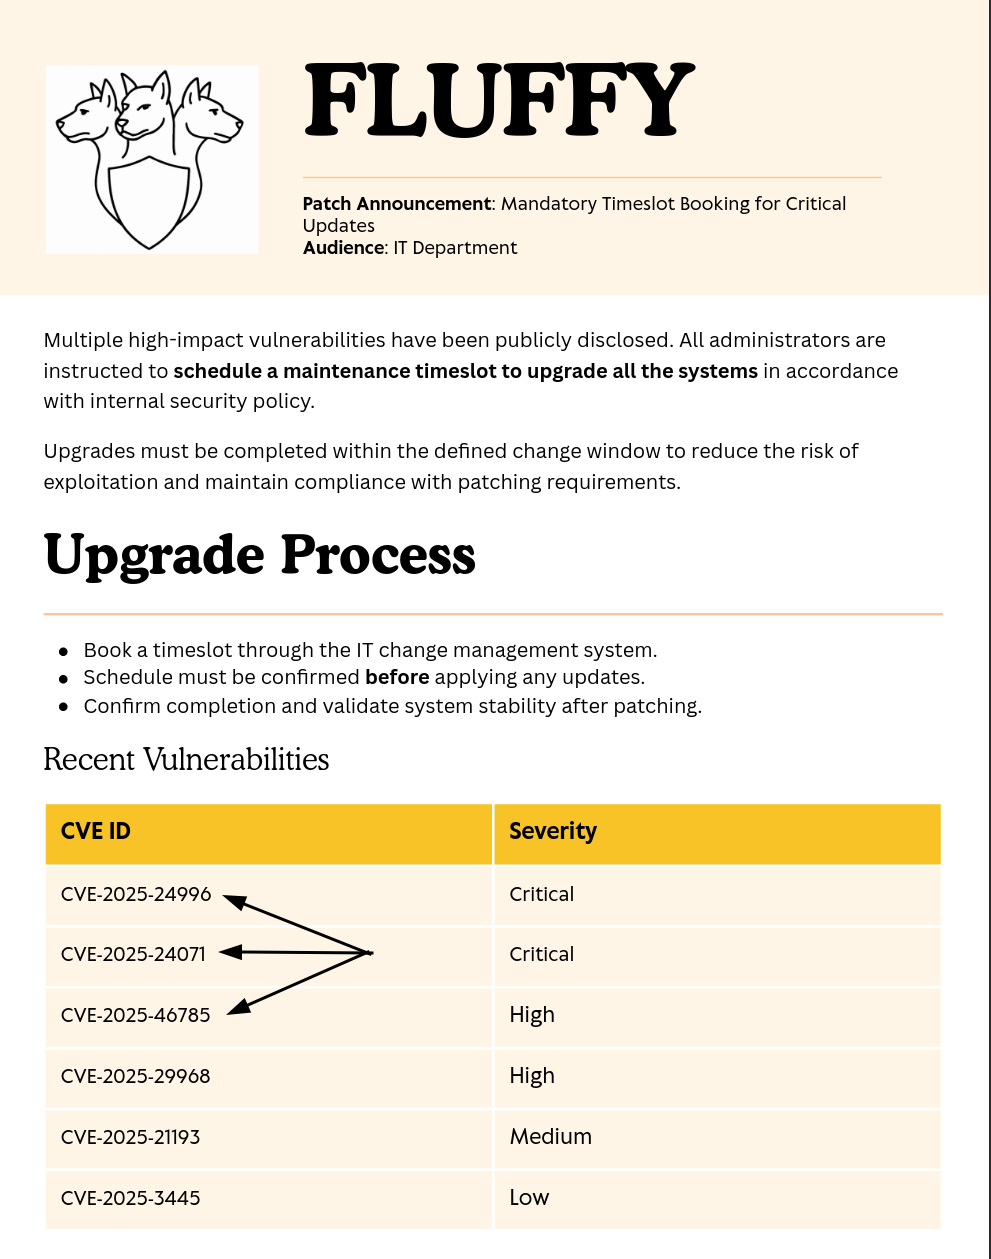 FLUFFY
Patch Announcement: Mandatory Timeslot Booking for Critical
Updates
Audience: IT Department
Multiple high-impact vulnerabilities have been publicly disclosed. All administrators are
instructed to schedule a maintenance timeslot to upgrade all the systems in accordance
with internal security policy.
Upgrades must be completed within the defined change window to reduce the risk of
exploitation and maintain compliance with patching requirements.
Upgrade Process
● Book a timeslot through the IT change management system.
● Schedule must be confirmed before applying any updates.
● Confirm completion and validate system stability after patching.
Recent Vulnerabilities
CVE ID Severity
CVE-2025-24996 Critical
CVE-2025-24071 Critical
CVE-2025-46785 High
CVE-2025-29968 High
CVE-2025-21193 Medium
CVE-2025-3445 Low